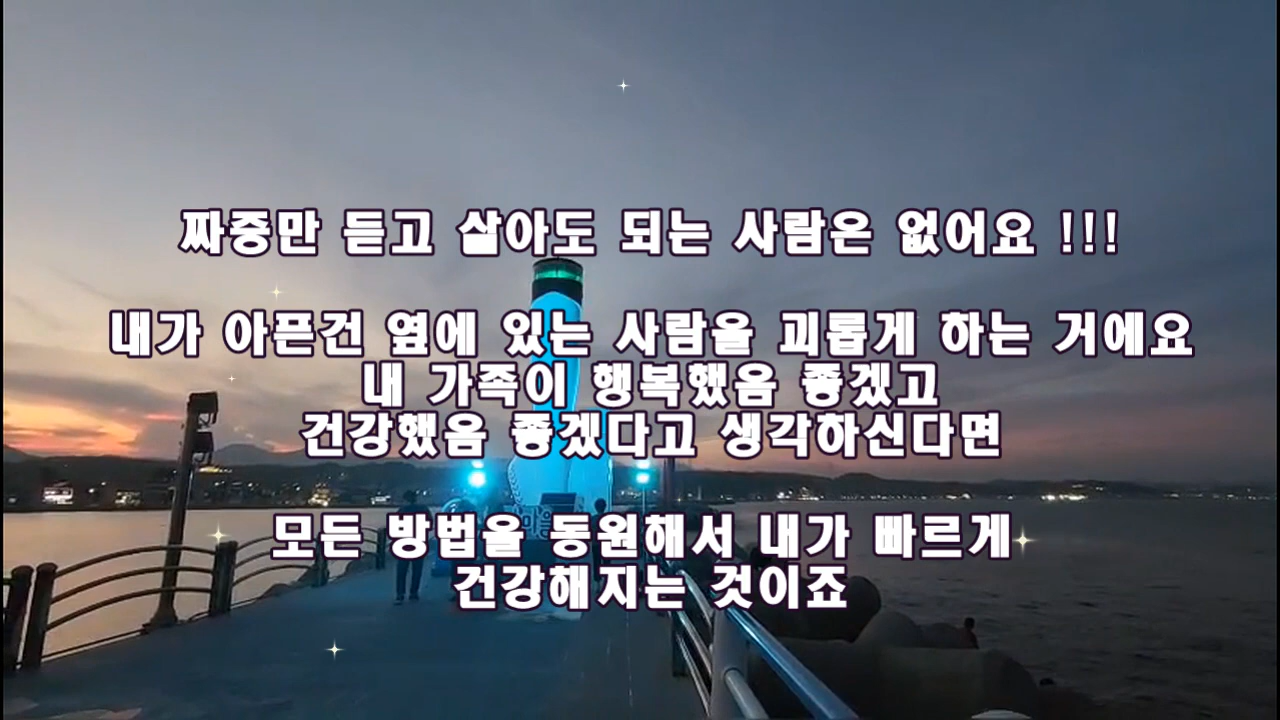 짜증만 듣고 살아도 되는 사람은 없어요 !!!
내가 아픈건 옆에 있는 사람을 괴롭게 하는 거에요
내 가족이 행복했음 좋겠고
건강했음 좋겠다고 생각하신다면
모든 방법을 동원해서 내가 빠르게
건강해지는 것이죠